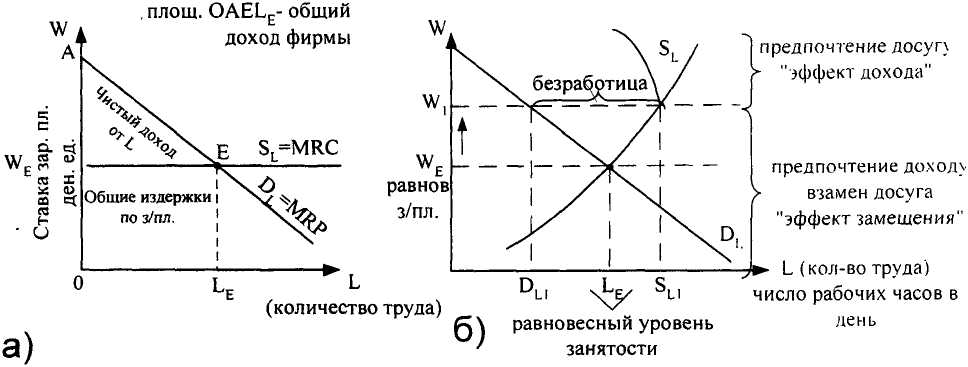 W
площ. OAELE- общий
доход фирмы
A
Ставка зар. пл.
ден. ед.
Чистый доход
от L
WE
E
SL=MRC
Общие издержки
по з/пл.
DL=MRP
0
LE
L
(количество труда)
а)
W
SL
безработица
W1
WE
равнов
з/пл.
DL
DL1
LE
SL1
равновесный уровень
занятости
предпочтение досугу
"эффект дохода"
предпочтение доходу
взамен досуга
"эффект замещения"
L (кол-во труда)
число рабочих часов в
день
б)